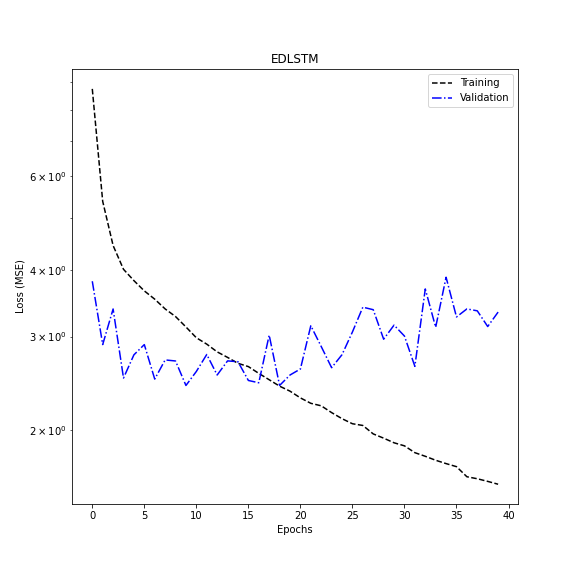 EDLSTM
Training
Validation
Loss (MSE)
6 × 10⁰
4 × 10⁰
3 × 10⁰
2 × 10⁰
0 5 10 15 20 25 30 35 40
Epochs